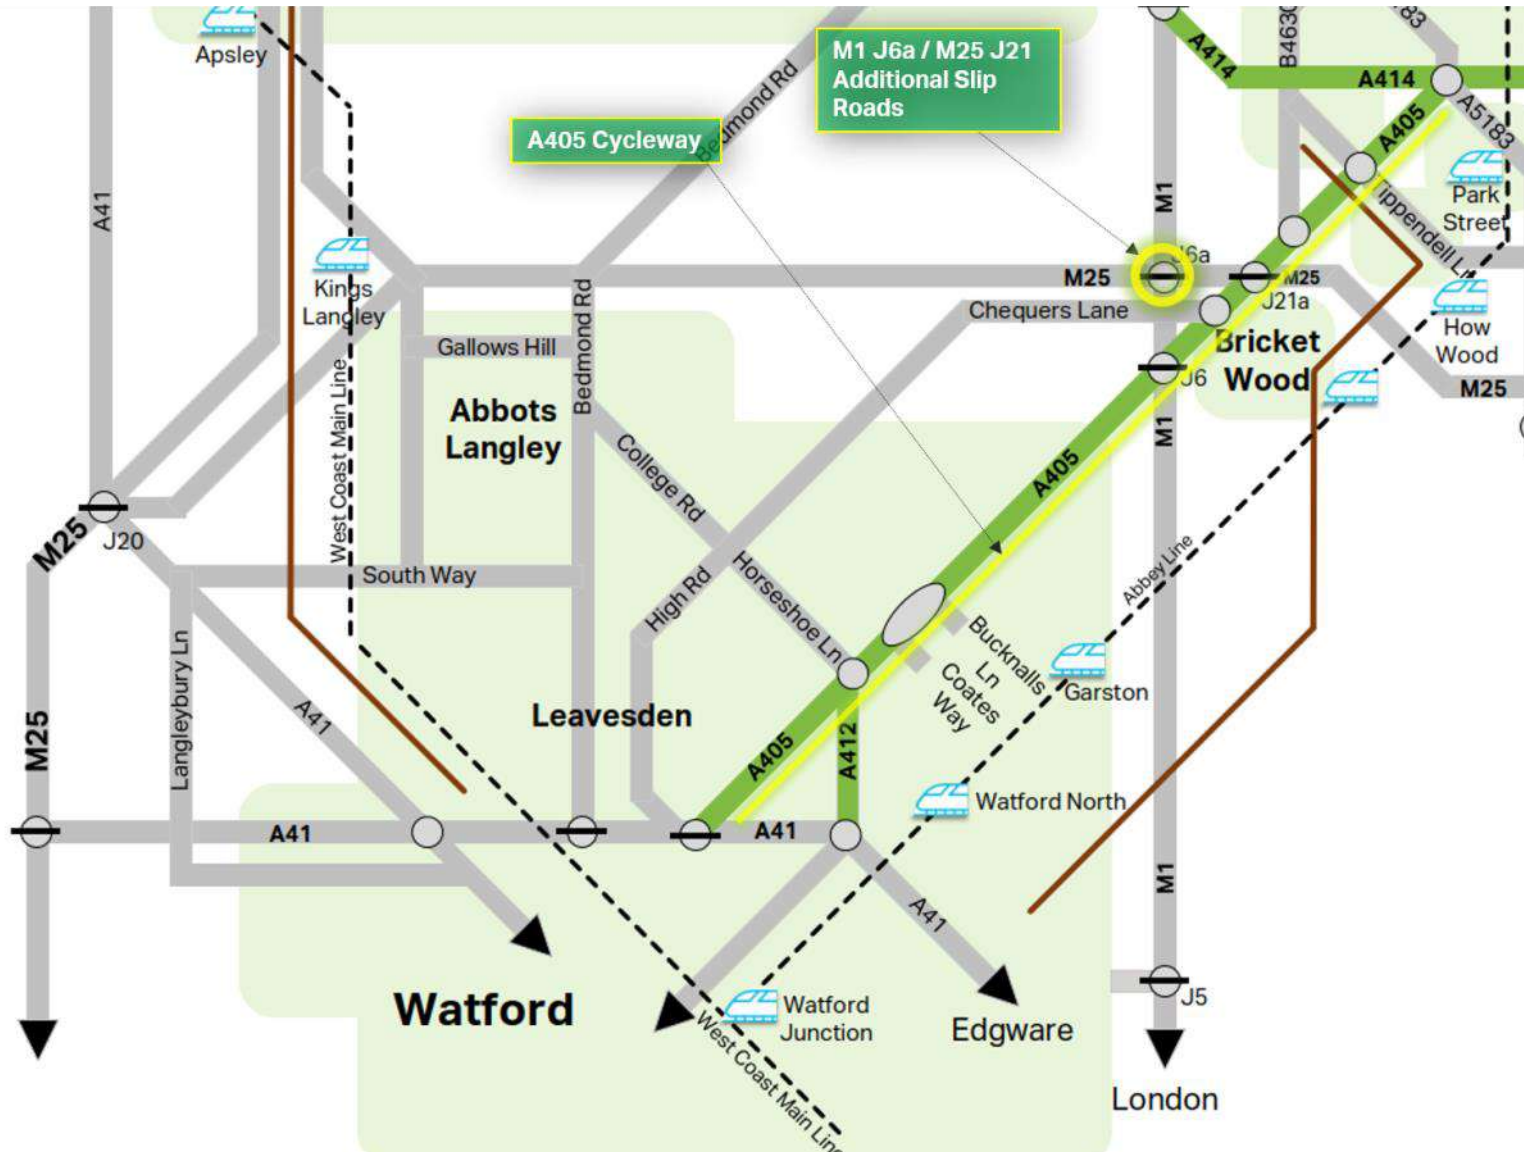 Apsley
A41
Kings
Langley
West Coast Main Line
Bedmond Rd
A405 Cycleway
M1 J6a / M25 J21
Additional Slip
Roads
A414
B4630
A414
A405
A5183
Park
Street
M1
J6a
M25
M25
J21a
Chequers Lane
How
Wood
M25
Bricket
Wood
J6
M1
Gallows Hill
Bedmond Rd
Abbots
Langley
College Rd
A405
M25
J20
South Way
High Rd
Horseshoe Ln
Abbey Line
Bucknalls
Ln
Coates
Way
Garston
Langleybury Ln
A41
Leavesden
A405
A412
M25
Watford North
A41
A41
M1
A41
Watford
Watford
Junction
West Coast Main Line
Edgware
J5
London